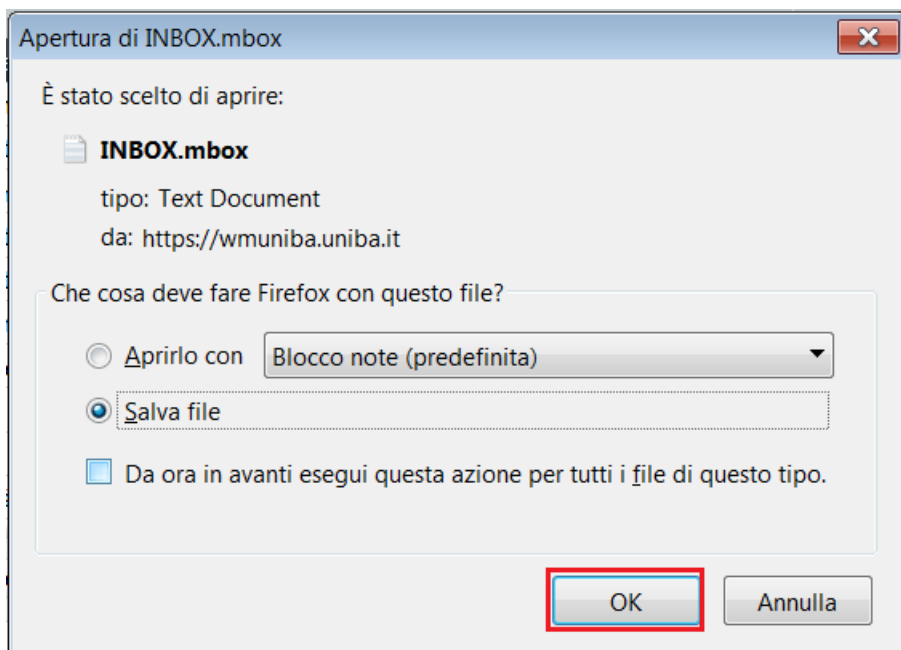 Apertura di INBOX.mbox
È stato scelto di aprire:
INBOX.mbox
tipo: Text Document
da: https://wmuniba.uniba.it
Che cosa deve fare Firefox con questo file?
Aprirlo con Blocco note (predefinita)
Salva file
Da ora in avanti esegui questa azione per tutti i file di questo tipo.
OK Annulla